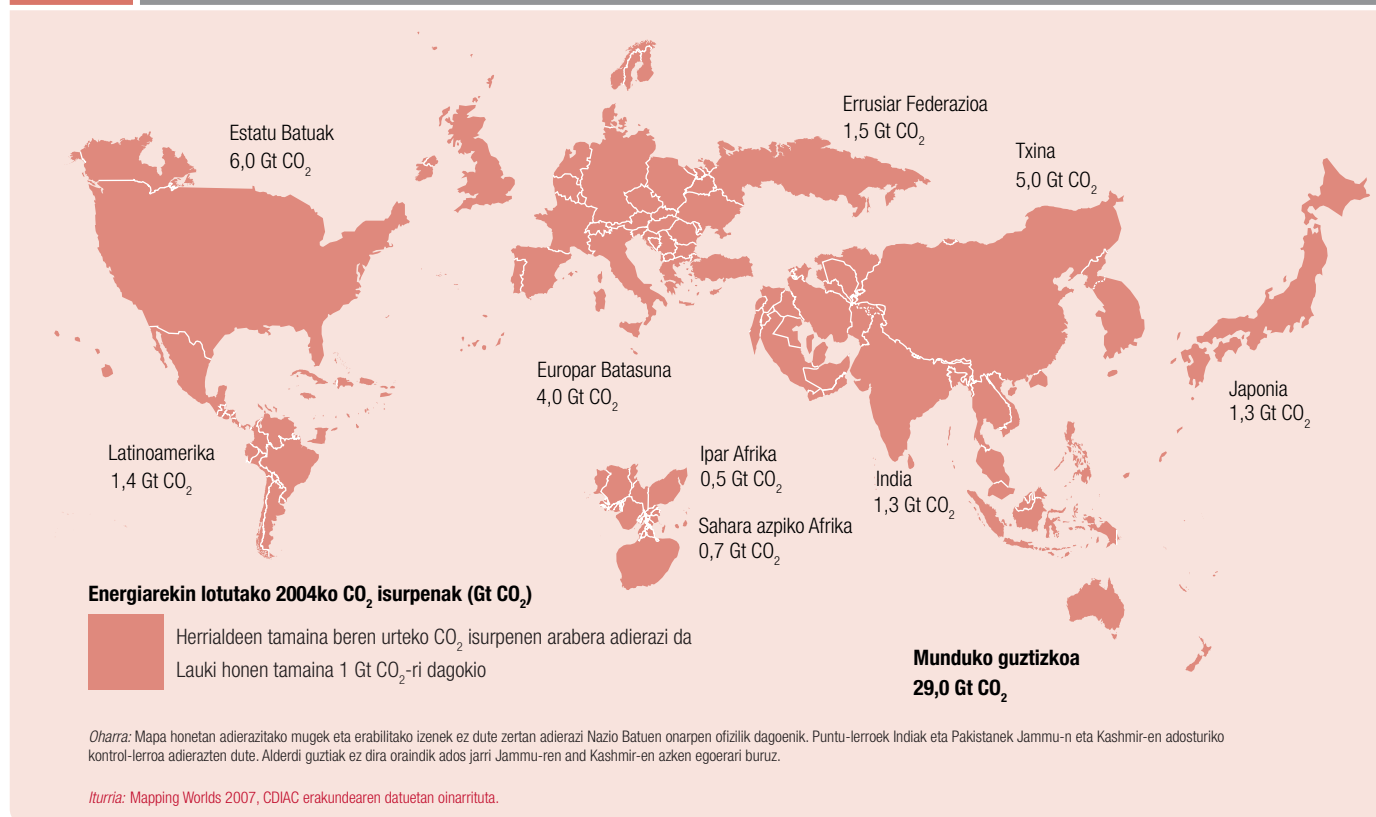 Estatu Batuak
6,0 Gt CO₂
Errusiar Federazioa
1,5 Gt CO₂
Txina
5,0 Gt CO₂
Europar Batasuna
4,0 Gt CO₂
Japonia
1,3 Gt CO₂
Latinoamerika
1,4 Gt CO₂
Ipar Afrika
0,5 Gt CO₂
India
1,3 Gt CO₂
Sahara azpiko Afrika
0,7 Gt CO₂
Energiarekin lotutako 2004ko CO₂ isurpenak (Gt CO₂)
Herrialdeen tamaina beren urteko CO₂ isurpenen arabera adierazi da
Lauki honen tamaina 1 Gt CO₂-ri dagokio
Munduko guztizkoa
29,0 Gt CO₂
Oharra: Mapa honetan adierazitako mugek eta erabilitako izenek ez dute zertan adierazi Nazio Batuen onarpen ofizilik dagoenik. Puntu-lerroek Indiak eta Pakistanek Jammu-n eta Kashmir-en adosturiko
kontrol-lerroa adierazten dute. Alderdi guztiak ez dira oraindik ados jarri Jammu-ren and Kashmir-en azken egoerari buruz.
Iturria: Mapping Worlds 2007, CDIAC erakundearen datuetan oinarrituta.